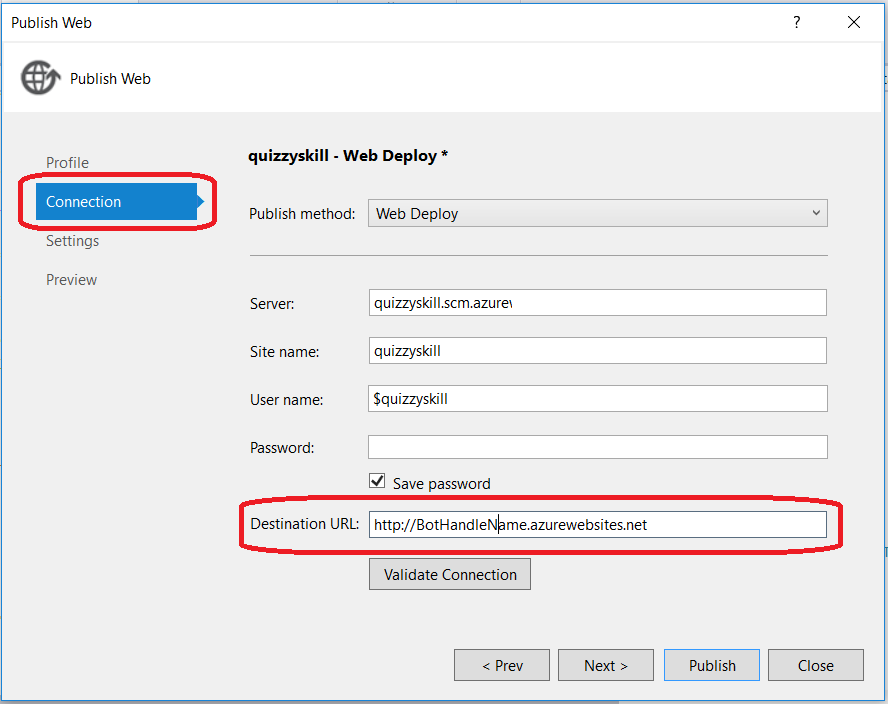 Publish Web
?
Publish Web
Profile
Connection
Settings
Preview
quizzyskill - Web Deploy *
Publish method: Web Deploy
Server: quizzyskill.scm.azure
Site name: quizzyskill
User name: $quizzyskill
Password:
Save password
Destination URL: http://BotHandleName.azurewebsites.net
Validate Connection
< Prev Next > Publish Close